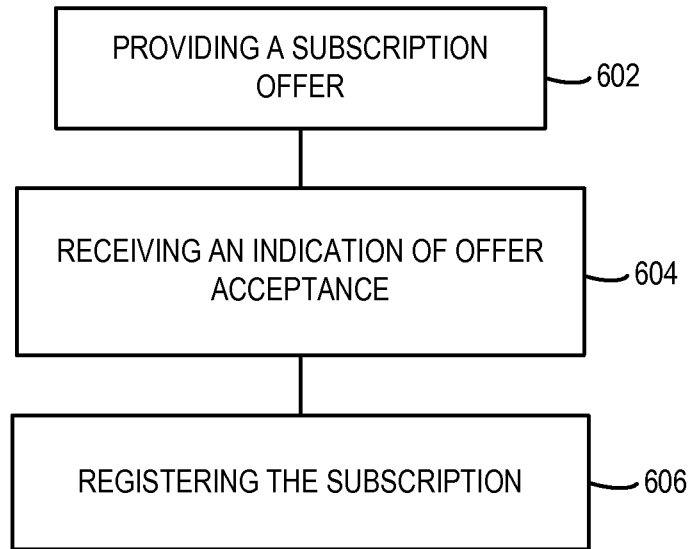 PROVIDING A SUBSCRIPTION
OFFER
602
RECEIVING AN INDICATION OF OFFER
ACCEPTANCE
604
REGISTERING THE SUBSCRIPTION
606